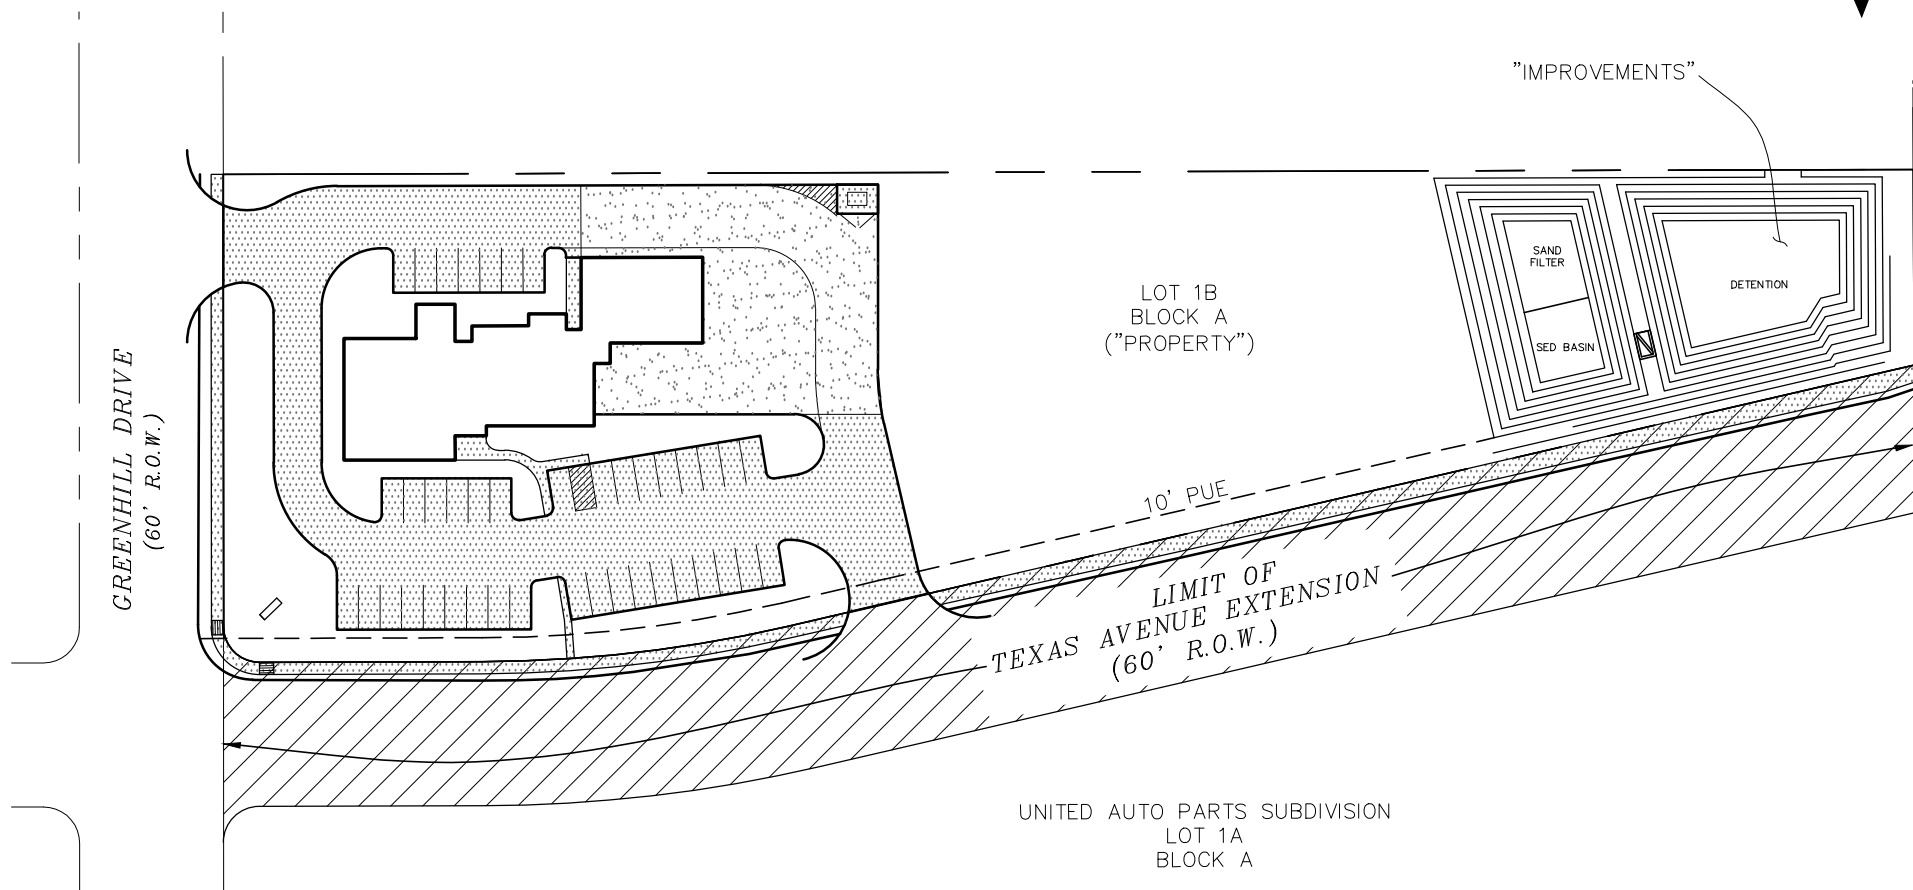 "IMPROVEMENTS"
SAND
FILTER
SED BASIN
DETENTION
LOT 1B
BLOCK A
("PROPERTY")
GREENHILL DRIVE
(60' R.O.W.)
10' PUE
LIMIT OF
TEXAS AVENUE EXTENSION
(60' R.O.W.)
UNITED AUTO PARTS SUBDIVISION
LOT 1A
BLOCK A